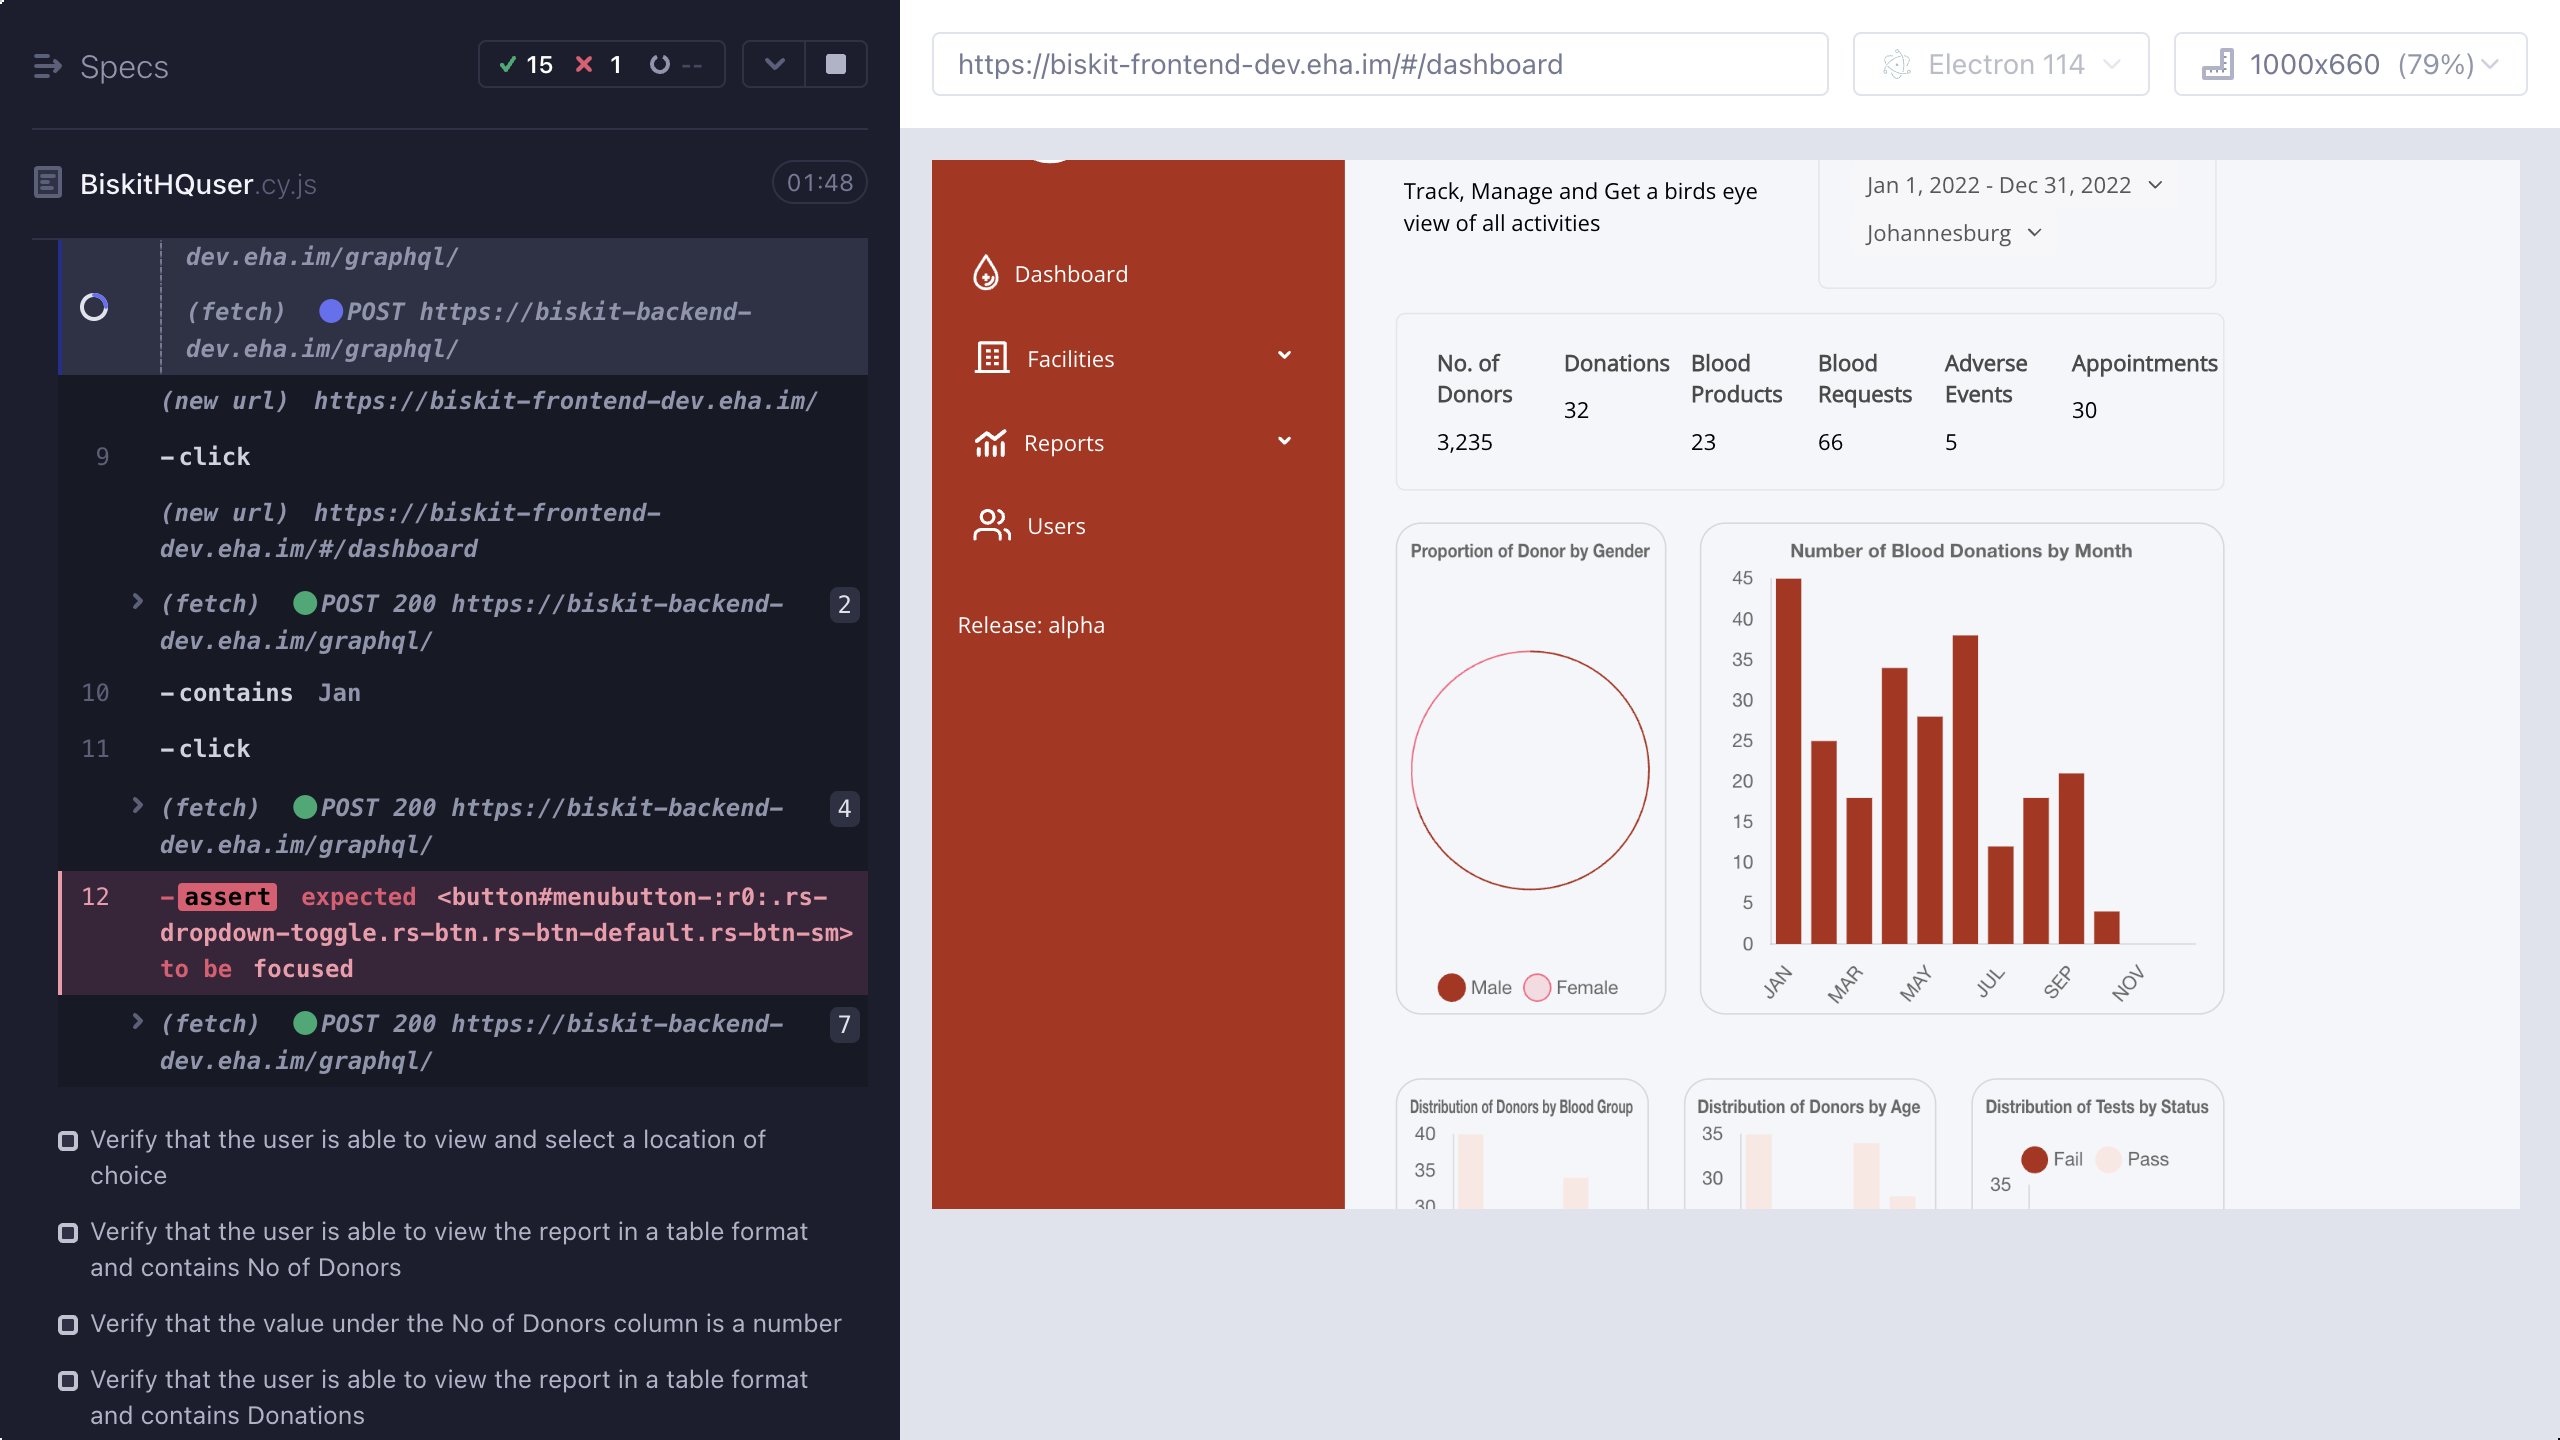 Specs
15 1 --
BiskitHQuser.cy.js 01:48
dev.eha.im/graphql/
(fetch) POST https://biskit-backend-
dev.eha.im/graphql/
(new url) https://biskit-frontend-dev.eha.im/
9 -click
(new url) https://biskit-frontend-
dev.eha.im/#/dashboard
(fetch) POST 200 https://biskit-backend- 2
dev.eha.im/graphql/
10 -contains Jan
11 -click
(fetch) POST 200 https://biskit-backend- 4
dev.eha.im/graphql/
12 -assert expected <button#menubutton-:r0:.rs-
dropdown-toggle.rs-btn.rs-btn-default.rs-btn-sm>
to be focused
(fetch) POST 200 https://biskit-backend- 7
dev.eha.im/graphql/
Verify that the user is able to view and select a location of
choice
Verify that the user is able to view the report in a table format
and contains No of Donors
Verify that the value under the No of Donors column is a number
Verify that the user is able to view the report in a table format
and contains Donations
https://biskit-frontend-dev.eha.im/#/dashboard
Electron 114
1000x660 (79%)
Dashboard
Facilities
Reports
Users
Release: alpha
Track, Manage and Get a birds eye
view of all activities
Jan 1, 2022 - Dec 31, 2022
Johannesburg
No. of
Donors
3,235
Donations
32
Blood
Products
23
Blood
Requests
66
Adverse
Events
5
Appointments
30
Proportion of Donor by Gender
Male Female
Number of Blood Donations by Month
45
40
35
30
25
20
15
10
5
0
JAN MAR MAY JUL SEP NOV
Distribution of Donors by Blood Group
40
35
30
Distribution of Donors by Age
35
30
Distribution of Tests by Status
Fail Pass
35